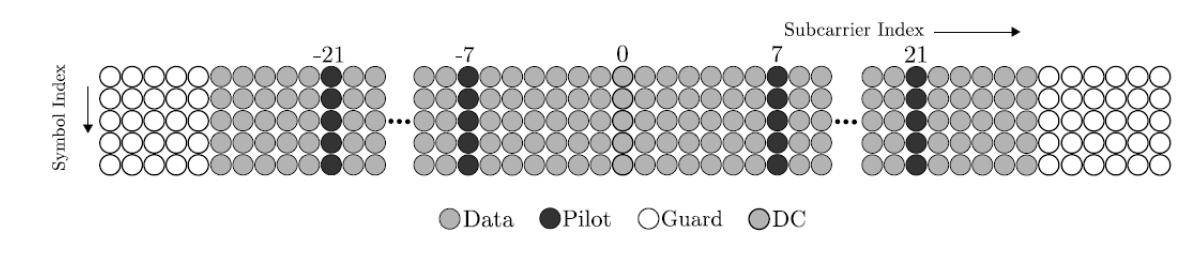 Subcarrier Index
-21 -7 0 7 21
Symbol Index
Data Pilot Guard DC